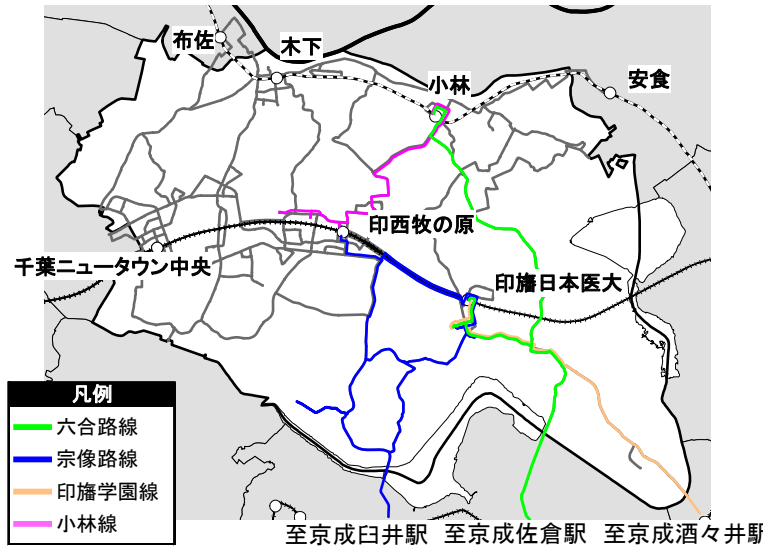 布佐
木下
小林
安食
印西牧の原
千葉ニュータウン中央
印旛日本医大
凡例
六合路線
宗像路線
印旛学園線
小林線
至京成臼井駅
至京成佐倉駅
至京成酒々井駅